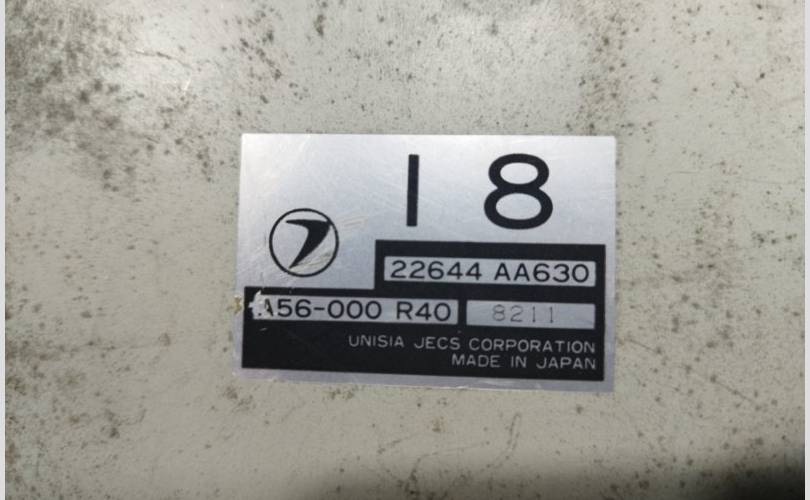 18
22644 AA630
A56-000 R40 8211
UNISIA JECS CORPORATION
MADE IN JAPAN